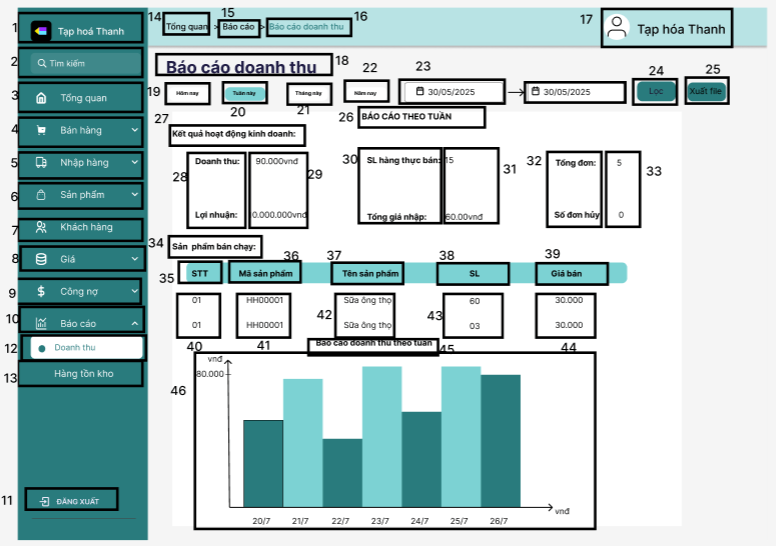 1
Tạp hoá Thanh
14
Tổng quan
>
15
Báo cáo
>
16
Báo cáo doanh thu
17
Tạp hóa Thanh
2
Tìm kiếm
3
Tổng quan
4
Bán hàng
5
Nhập hàng
6
Sản phẩm
7
Khách hàng
8
Giá
9
Công nợ
10
Báo cáo
12
Doanh thu
13
Hàng tồn kho
11
ĐĂNG XUẤT
Báo cáo doanh thu
18
19
Hôm nay
Tuần này
20
Tháng này
21
22
Năm nay
23
30/05/2025
30/05/2025
24
Lọc
25
Xuất file
26
BÁO CÁO THEO TUẦN
27
Kết quả hoạt động kinh doanh:
28
Doanh thu:
90.000vnđ
29
Lợi nhuận:
0.000.000vnđ
30
SL hàng thực bán:
15
31
Tổng giá nhập:
60.00vnđ
32
Tổng đơn:
5
33
Số đơn hủy
0
34
Sản phẩm bán chạy:
35
36
37
38
39
STT
Mã sản phẩm
Tên sản phẩm
SL
Giá bán
01
HH00001
Sữa ông thọ
60
30.000
42
43
01
HH00001
Sữa ông thọ
03
30.000
40
41
45
44
Báo cáo doanh thu theo tuần
46
vnđ
80.000
20/7
21/7
22/7
23/7
24/7
25/7
26/7
vnđ